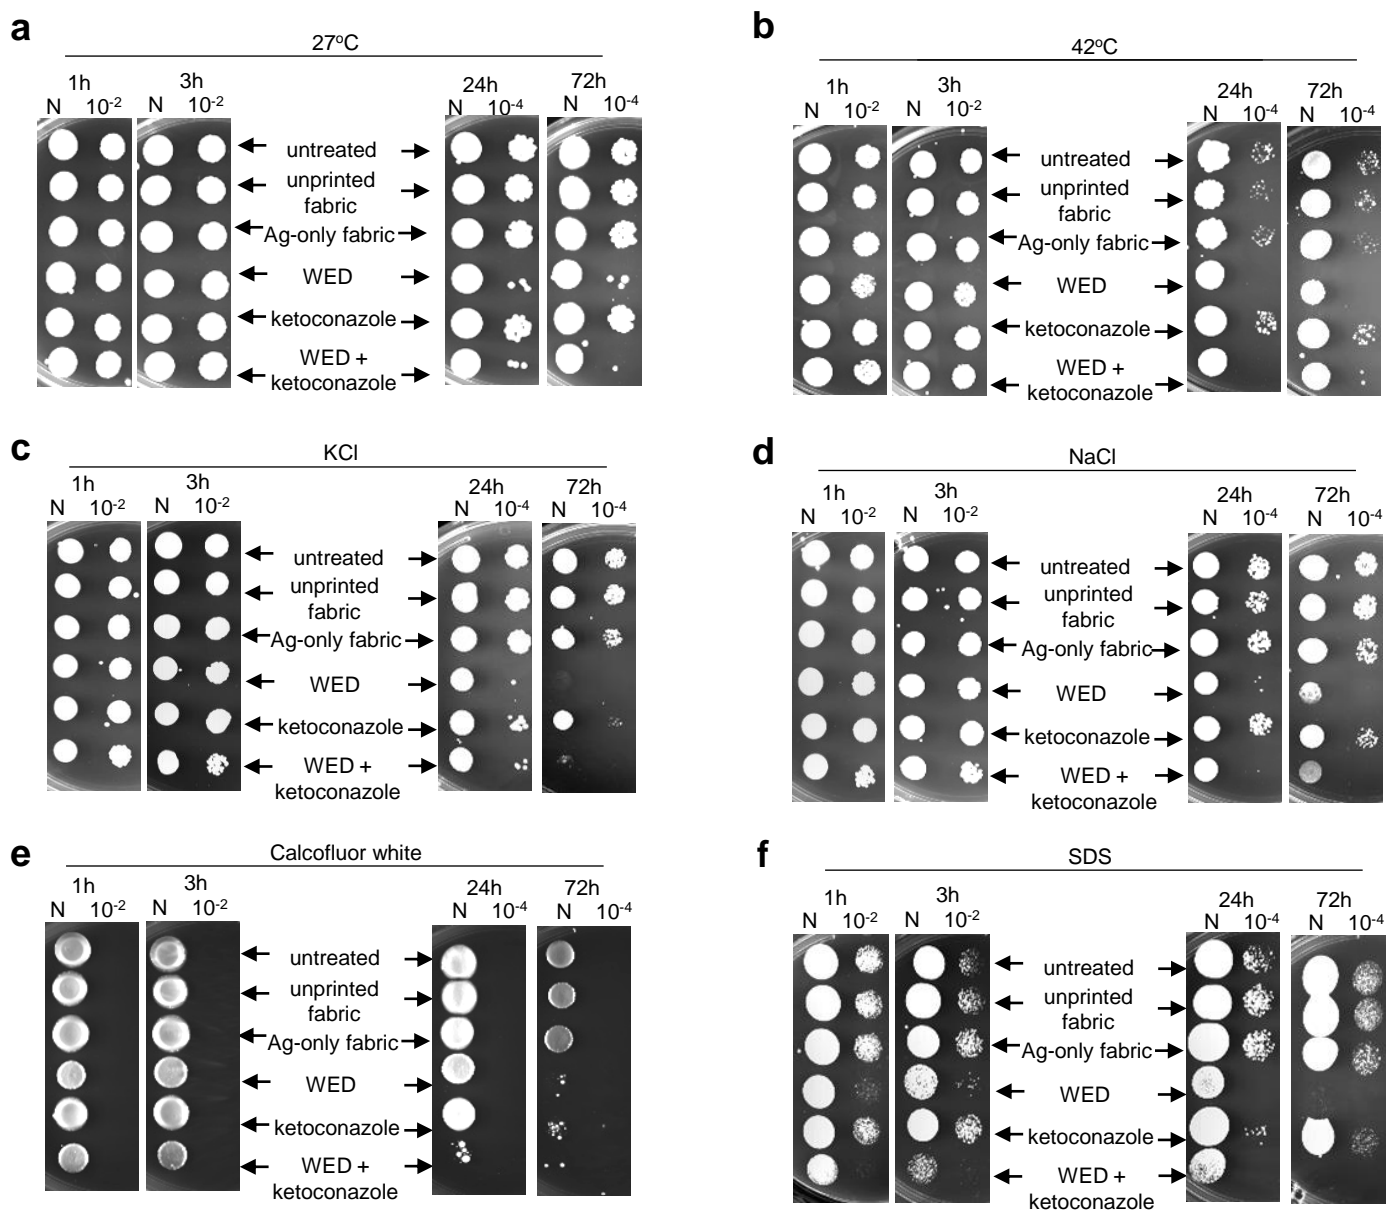 a
27°C
1h 3h 24h 72h
N 10-2 N 10-2 N 10-4 N 10-4
untreated
unprinted
fabric
Ag-only fabric
WED
ketoconazole
WED +
ketoconazole
b
42°C
1h 3h 24h 72h
N 10-2 N 10-2 N 10-4 N 10-4
untreated
unprinted
fabric
Ag-only fabric
WED
ketoconazole
WED +
ketoconazole
c
KCl
1h 3h 24h 72h
N 10-2 N 10-2 N 10-4 N 10-4
untreated
unprinted
fabric
Ag-only fabric
WED
ketoconazole
WED +
ketoconazole
d
NaCl
1h 3h 24h 72h
N 10-2 N 10-2 N 10-4 N 10-4
untreated
unprinted
fabric
Ag-only fabric
WED
ketoconazole
WED +
ketoconazole
e
Calcofluor white
1h 3h 24h 72h
N 10-2 N 10-2 N 10-4 N 10-4
untreated
unprinted
fabric
Ag-only fabric
WED
ketoconazole
WED +
ketoconazole
f
SDS
1h 3h 24h 72h
N 10-2 N 10-2 N 10-4 N 10-4
untreated
unprinted
fabric
Ag-only fabric
WED
ketoconazole
WED +
ketoconazole